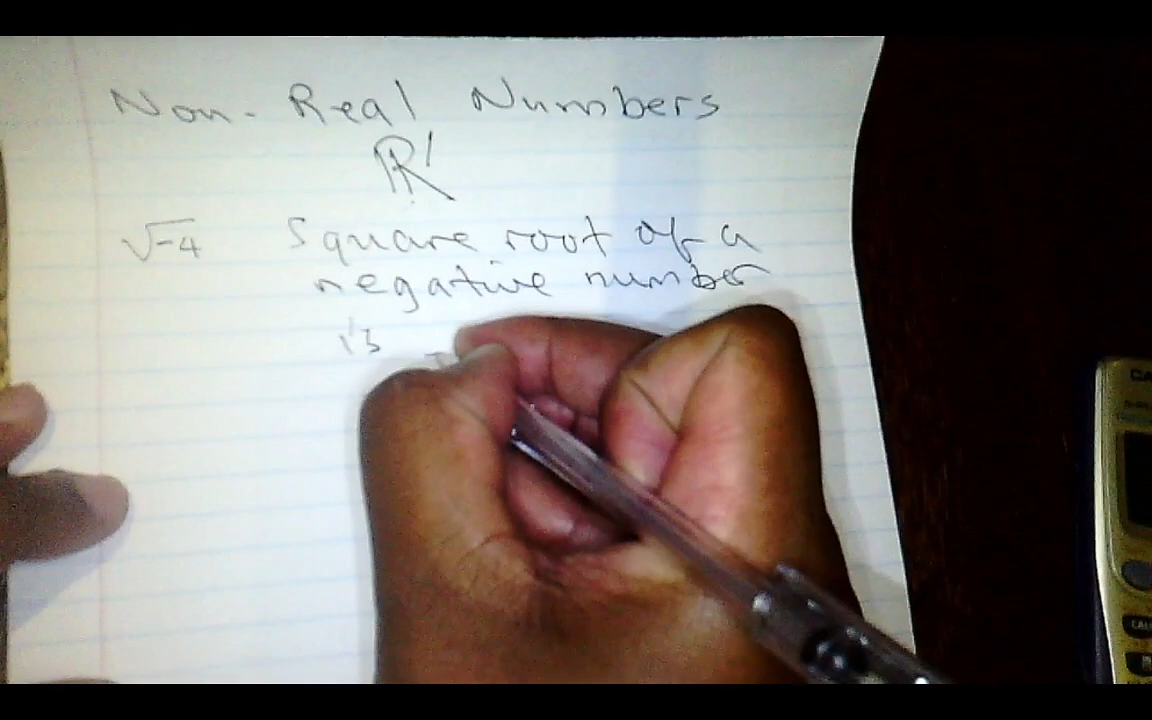 Non-Real Numbers
ℝ'
√-4 Square root of a
negative number
is